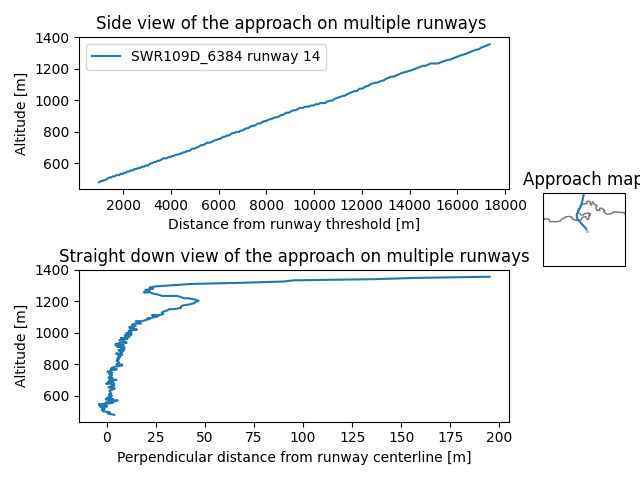 Side view of the approach on multiple runways
1400
1200
1000
800
600
Altitude [m]
SWR109D_6384 runway 14
2000 4000 6000 8000 10000 12000 14000 16000 18000
Distance from runway threshold [m]
Approach map
Straight down view of the approach on multiple runways
1400
1200
1000
800
600
Altitude [m]
0 25 50 75 100 125 150 175 200
Perpendicular distance from runway centerline [m]